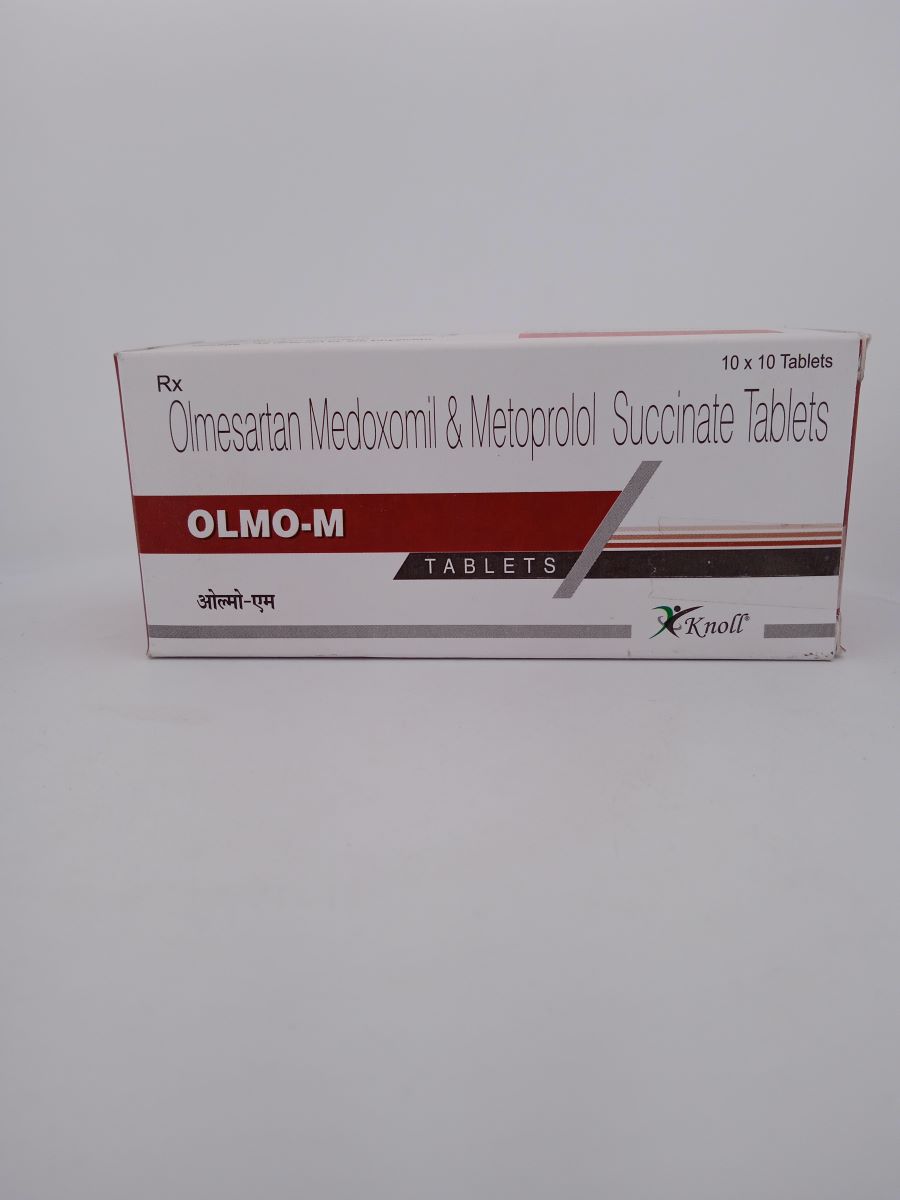 10 x 10 Tablets
Rx
Olmesartan Medoxomil & Metoprolol Succinate Tablets
OLMO-M
TABLETS
ओल्मो-एम
Knoll®